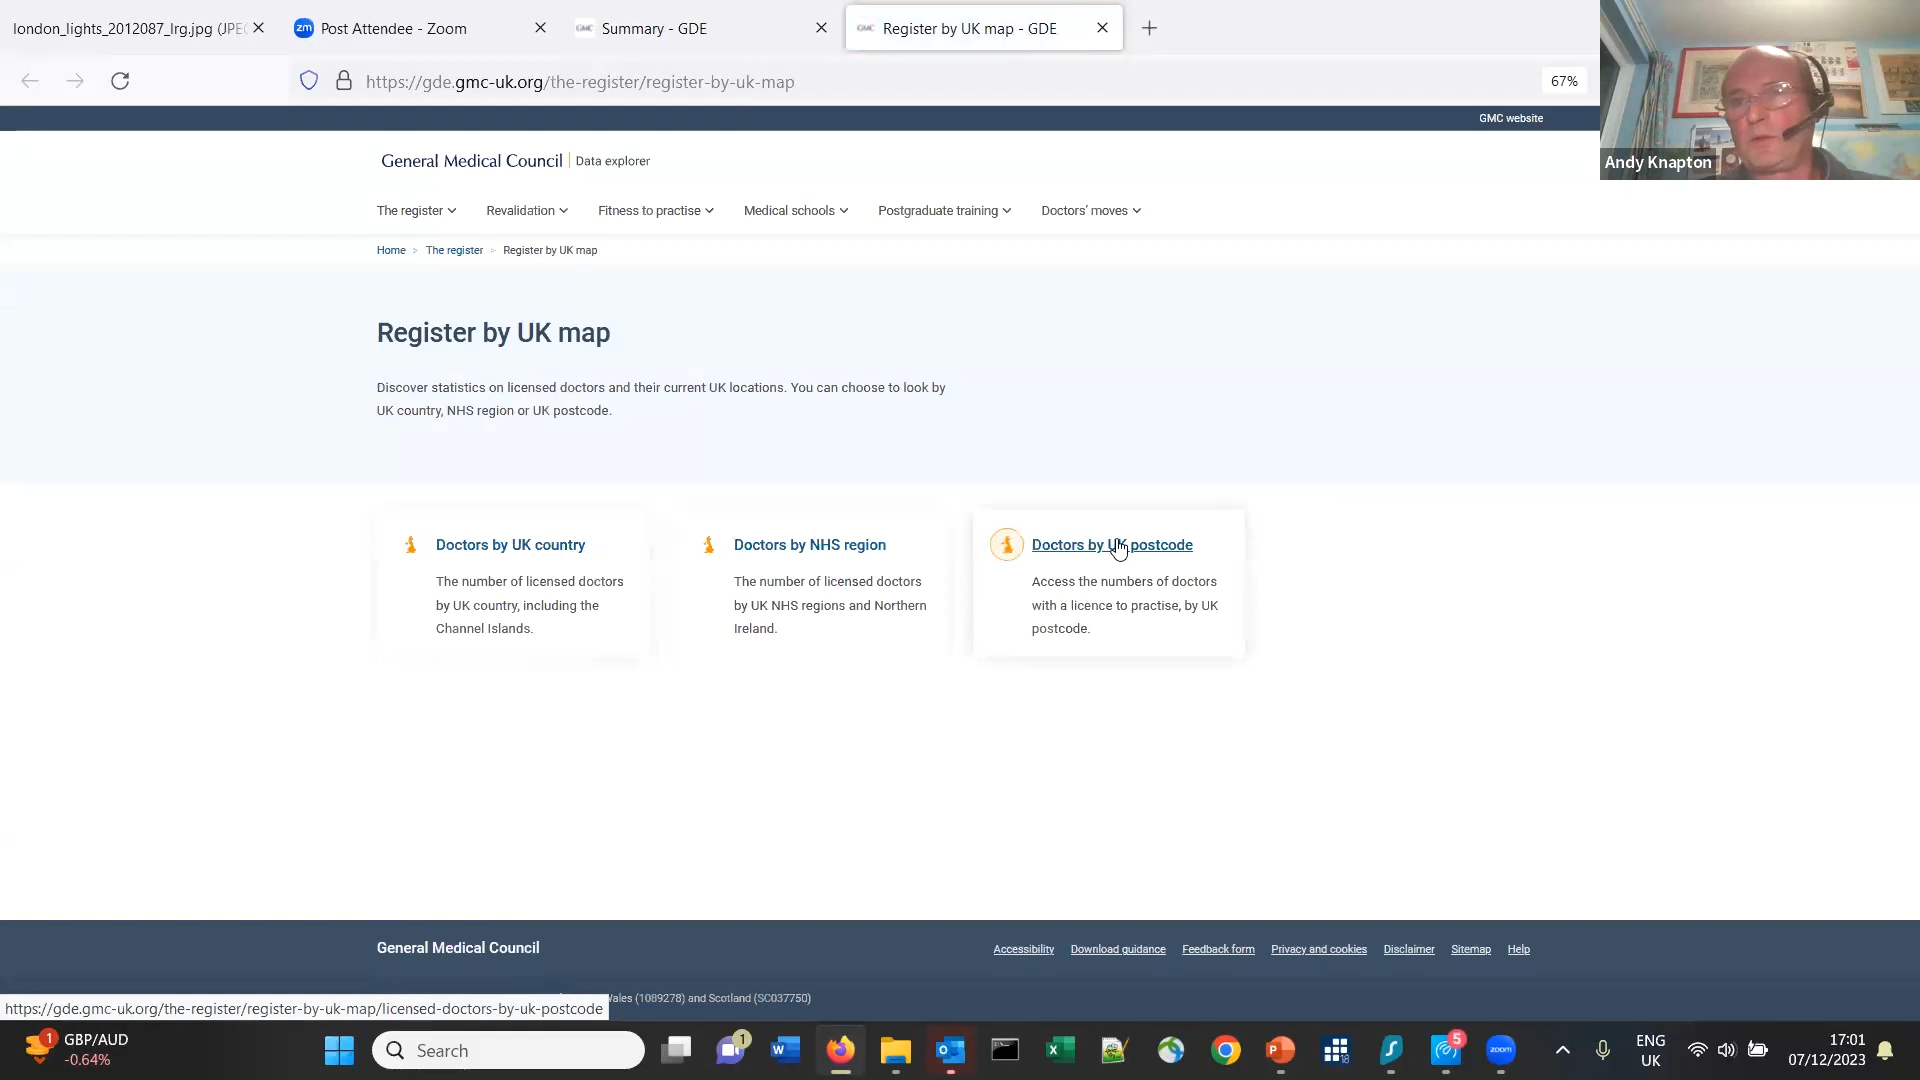 london_lights_2012087_lrg.jpg (JPE
Post Attendee - Zoom
Summary - GDE
Register by UK map - GDE
https://gde.gmc-uk.org/the-register/register-by-uk-map
67%
GMC website
Andy Knapton
General Medical Council
Data explorer
The register
Revalidation
Fitness to practise
Medical schools
Postgraduate training
Doctors' moves
Home > The register > Register by UK map
Register by UK map
Discover statistics on licensed doctors and their current UK locations. You can choose to look by
UK country, NHS region or UK postcode.
Doctors by UK country
The number of licensed doctors
by UK country, including the
Channel Islands.
Doctors by NHS region
The number of licensed doctors
by UK NHS regions and Northern
Ireland.
Doctors by UK postcode
Access the numbers of doctors
with a licence to practise, by UK
postcode.
General Medical Council
Accessibility
Download guidance
Feedback form
Privacy and cookies
Disclaimer
Sitemap
Help
https://gde.gmc-uk.org/the-register/register-by-uk-map/licensed-doctors-by-uk-postcode
Wales (1089278) and Scotland (SC037750)
1
GBP/AUD
-0.64%
Search
1
5
zoom
ENG
UK
17:01
07/12/2023